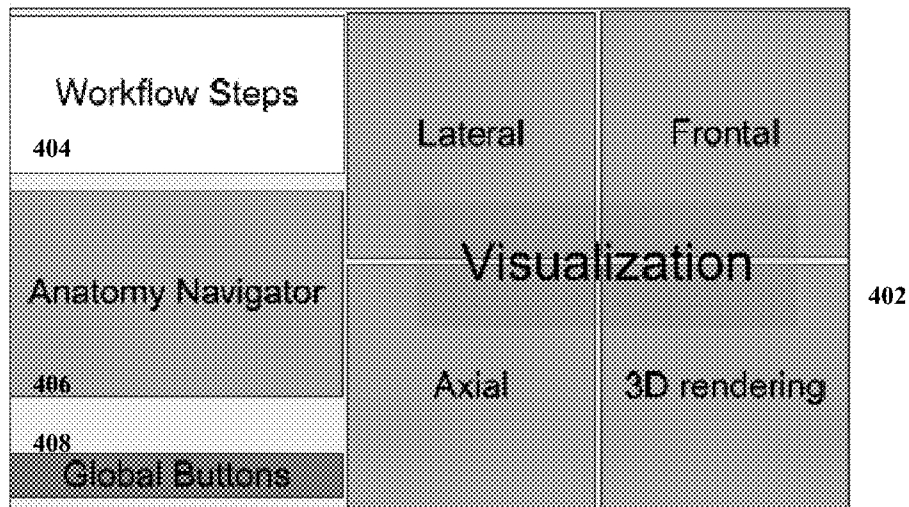 Workflow Steps
404
Anatomy Navigator
406
408
Global Buttons
Lateral
Frontal
Visualization
Axial
3D rendering
402